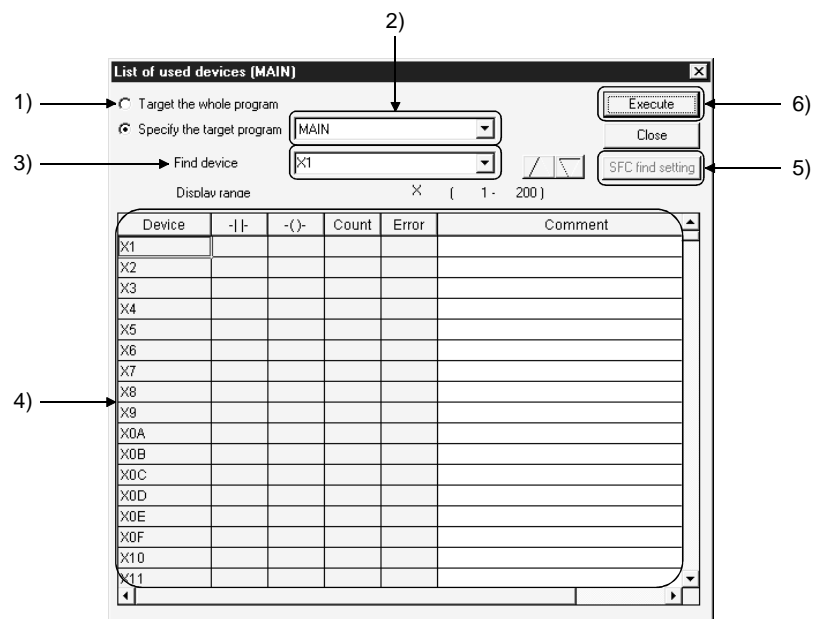 2)
List of used devices (MAIN)
1)
Target the whole program
Execute
6)
Specify the target program
MAIN
Close
3)
Find device
X1
SFC find setting
5)
Display range
X ( 1 - 200 )
Device -| |- -( )- Count Error Comment
X1
X2
X3
X4
X5
X6
X7
X8
4)
X9
X0A
X0B
X0C
X0D
X0E
X0F
X10
X11